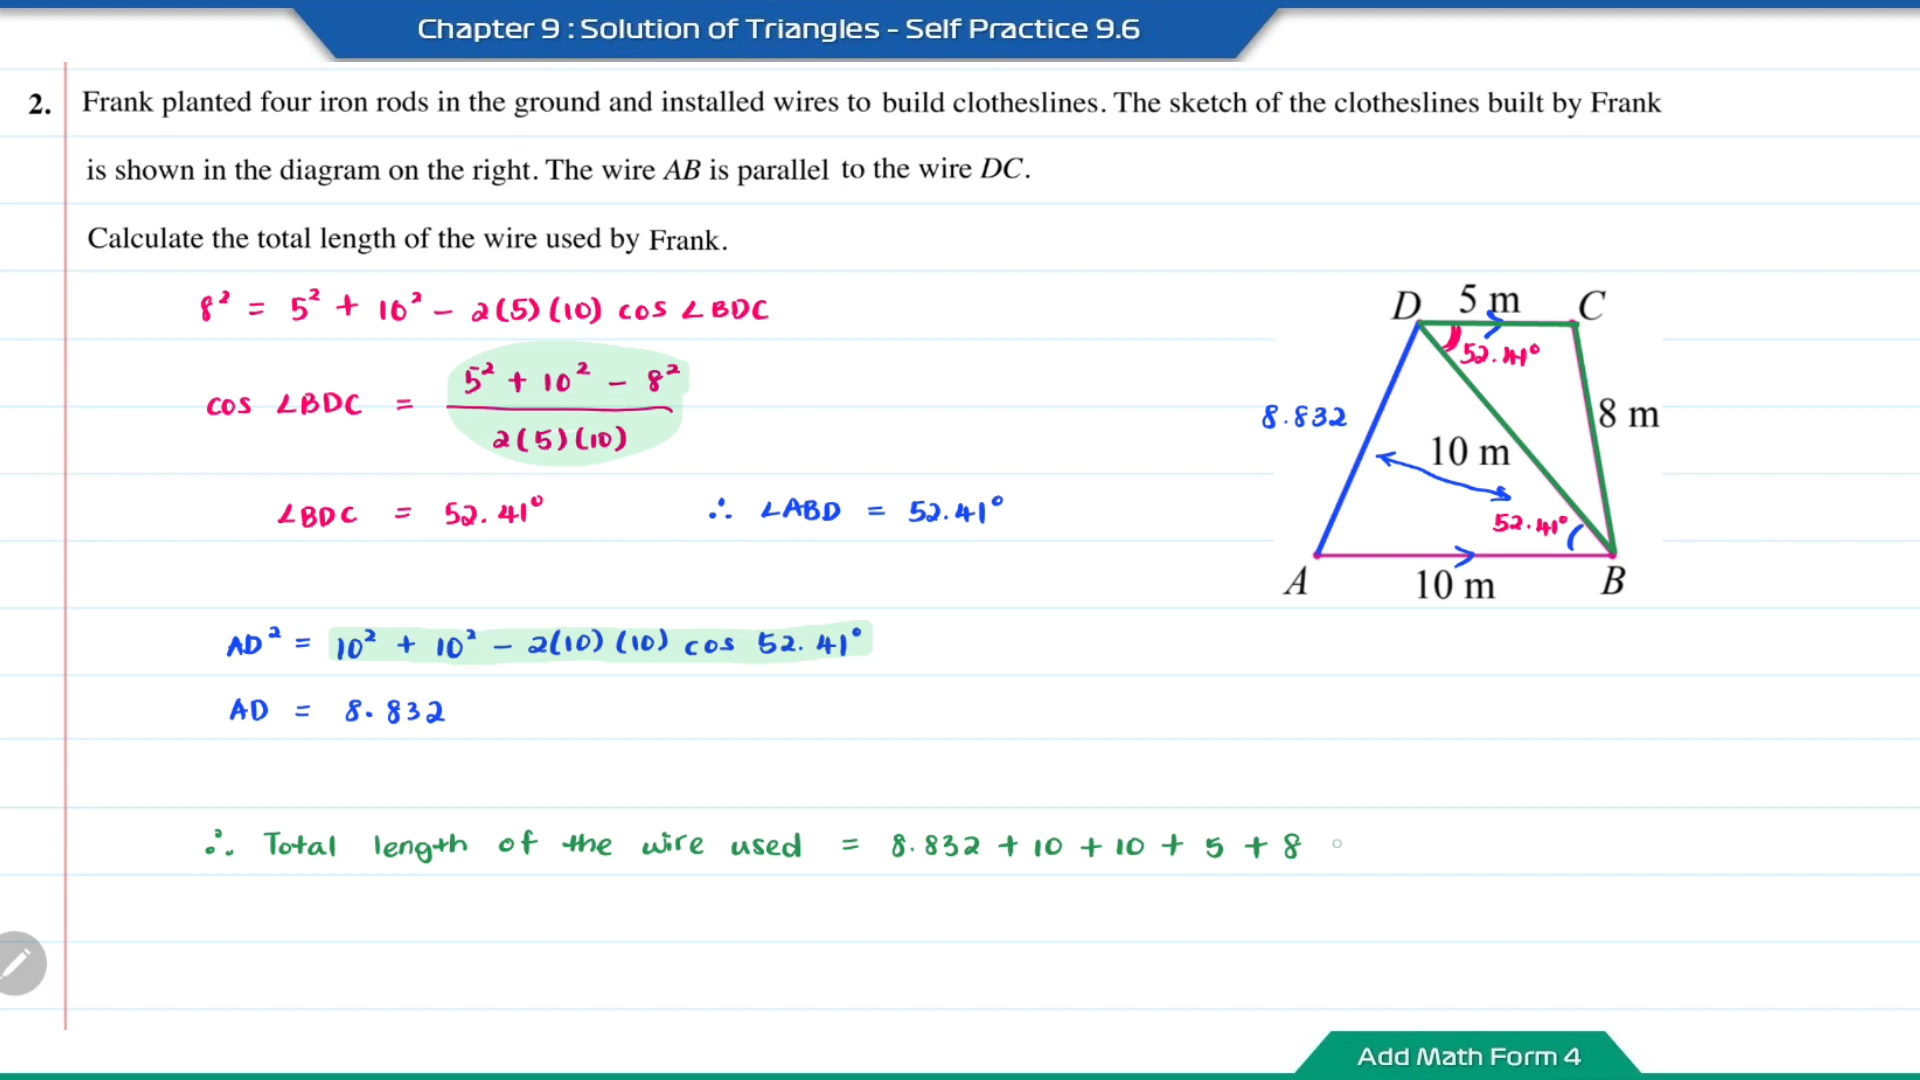 Chapter 9 : Solution of Triangles - Self Practice 9.6
2. Frank planted four iron rods in the ground and installed wires to build clotheslines. The sketch of the clotheslines built by Frank
is shown in the diagram on the right. The wire AB is parallel to the wire DC.
Calculate the total length of the wire used by Frank.
8² = 5² + 10² - 2(5)(10) cos ∠BDC
cos ∠BDC = (5² + 10² - 8²) / 2(5)(10)
∠BDC = 52.41° ∴ ∠ABD = 52.41°
AD² = 10² + 10² - 2(10)(10) cos 52.41°
AD = 8.832
∴ Total length of the wire used = 8.832 + 10 + 10 + 5 + 8
D 5 m C
52.41°
8.832
8 m
10 m
52.41°
A 10 m B
Add Math Form 4